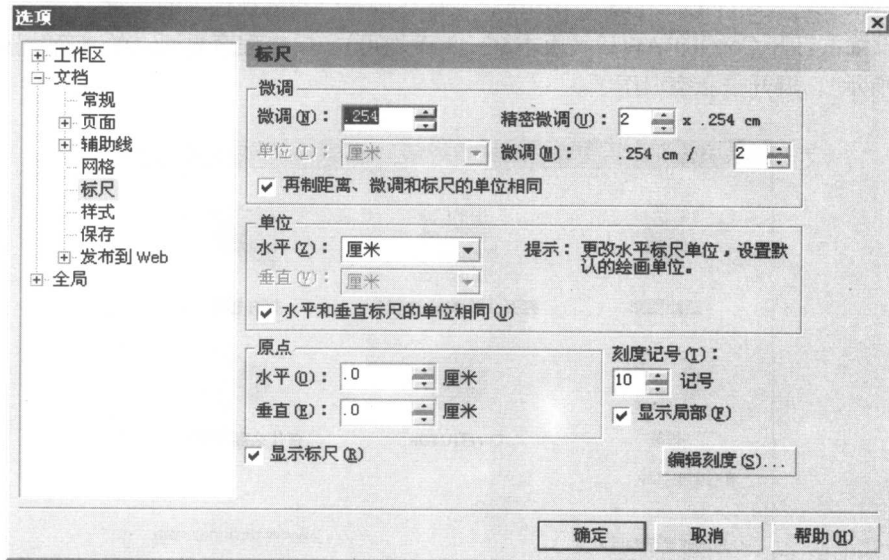 选项
工作区
文档
常规
页面
辅助线
网格
标尺
样式
保存
发布到 Web
全局
标尺
微调
微调(N): .254 精密微调(U): 2 x .254 cm
单位(I): 厘米 微调(M): .254 cm / 2
再制距离、微调和标尺的单位相同
单位
水平(Z): 厘米
垂直(V): 厘米
水平和垂直标尺的单位相同(U)
提示: 更改水平标尺单位,设置默
认的绘画单位。
原点
水平(O): .0 厘米
垂直(E): .0 厘米
刻度记号(T):
10 记号
显示局部(F)
显示标尺(R)
编辑刻度(S)...
确定 取消 帮助(H)